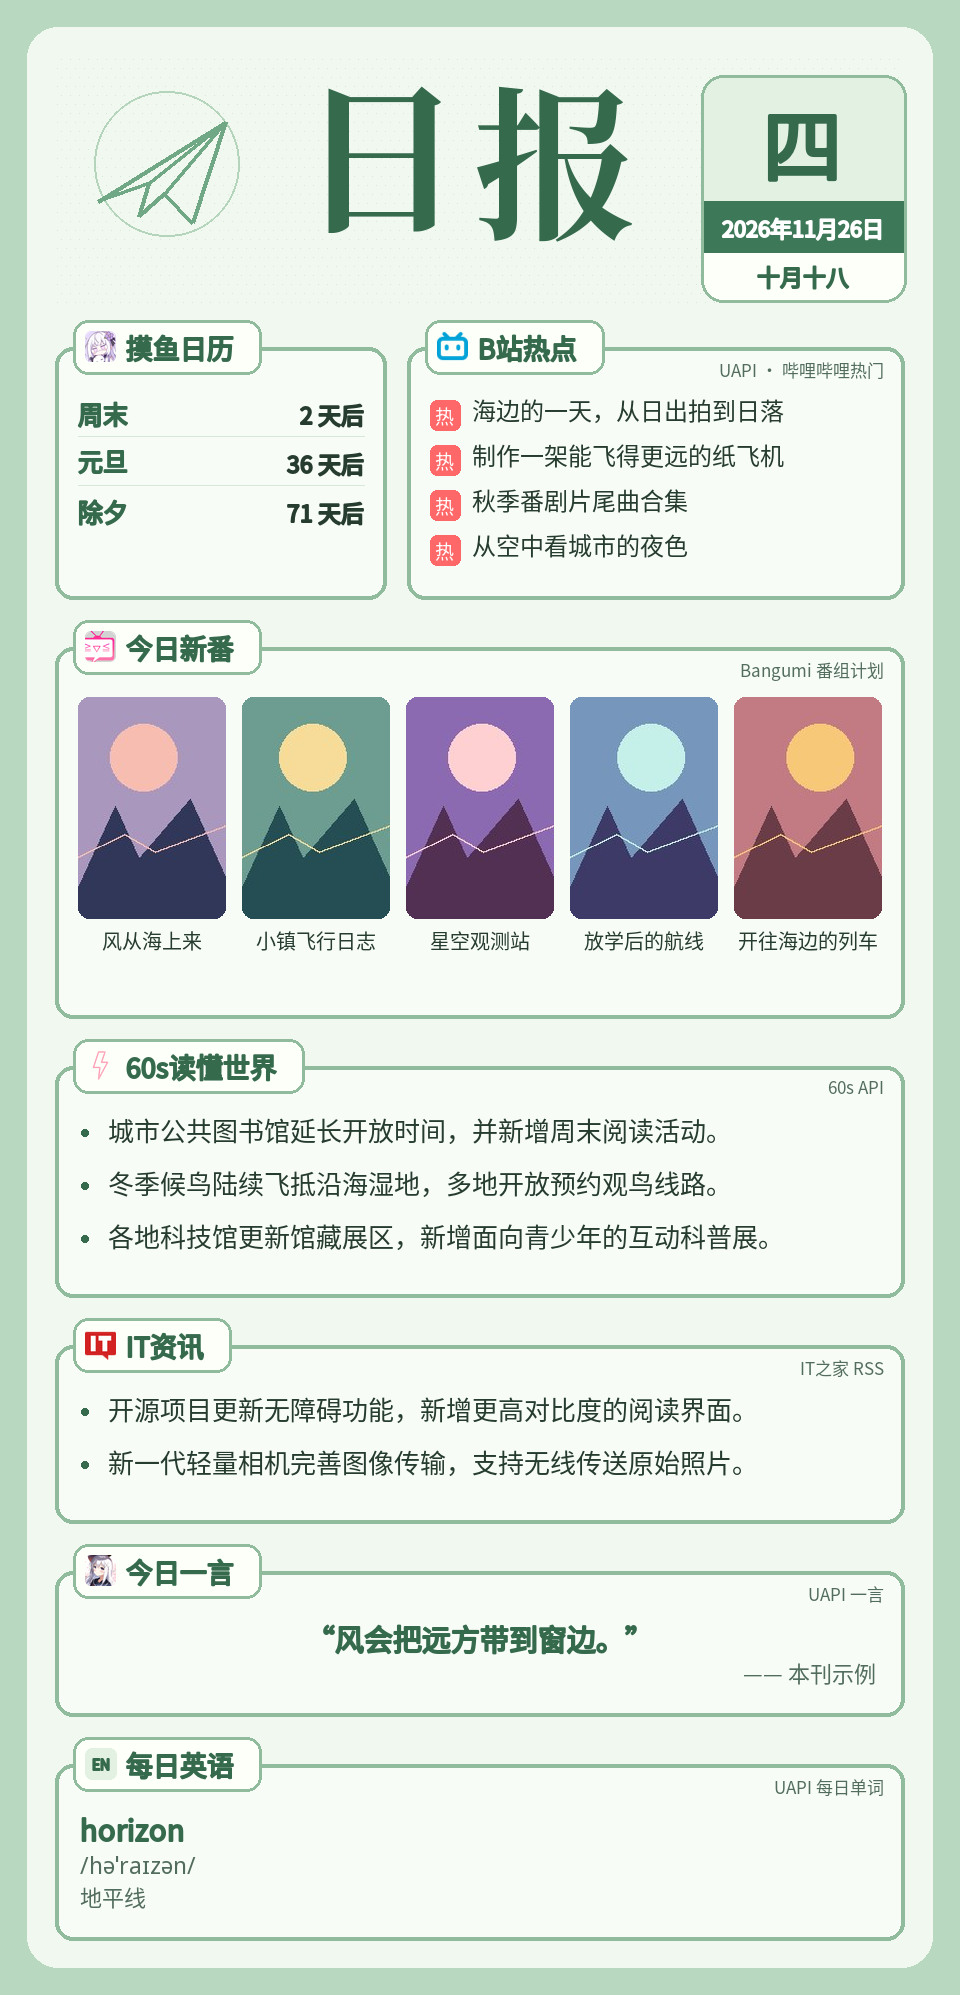 日报
四
2026年11月26日
十月十八
摸鱼日历
周末 2 天后
元旦 36 天后
除夕 71 天后
B站热点
UAPI · 哔哩哔哩热门
热 海边的一天，从日出拍到日落
热 制作一架能飞得更远的纸飞机
热 秋季番剧片尾曲合集
热 从空中看城市的夜色
今日新番
Bangumi 番组计划
风从海上来
小镇飞行日志
星空观测站
放学后的航线
开往海边的列车
60s读懂世界
60s API
• 城市公共图书馆延长开放时间，并新增周末阅读活动。
• 冬季候鸟陆续飞抵沿海湿地，多地开放预约观鸟线路。
• 各地科技馆更新馆藏展区，新增面向青少年的互动科普展。
IT IT资讯
IT之家 RSS
• 开源项目更新无障碍功能，新增更高对比度的阅读界面。
• 新一代轻量相机完善图像传输，支持无线传送原始照片。
今日一言
UAPI 一言
“风会把远方带到窗边。”
—— 本刊示例
EN 每日英语
UAPI 每日单词
horizon
/həˈraɪzən/
地平线